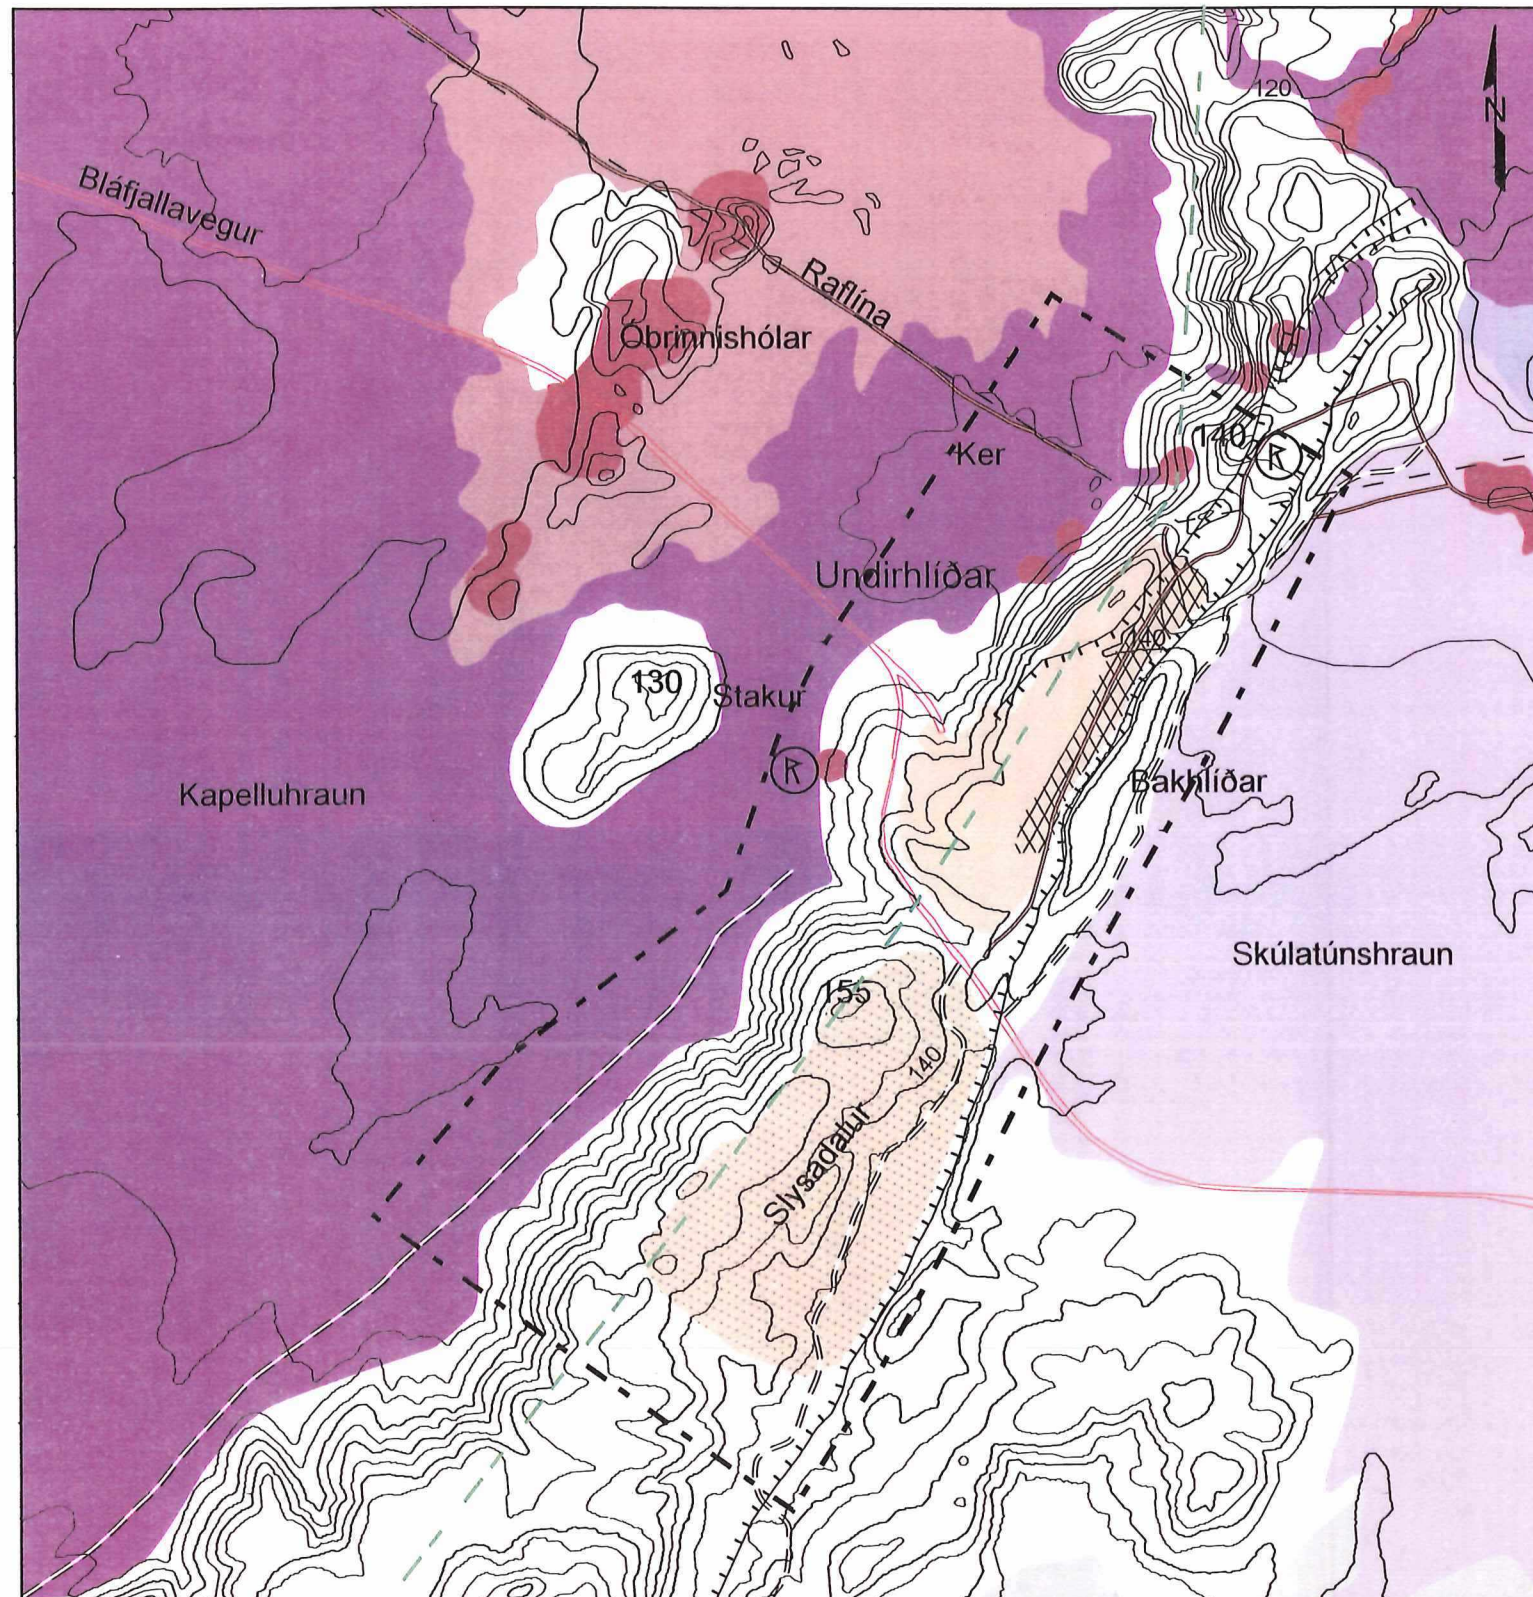 120
N
Bláfjallavegur
Raflína
Óbrinnishólar
140
R
Ker
Undirhlíðar
140
130
Stakur
R
Bakhlíðar
Kapelluhraun
Skúlatúnshraun
155
140
Slysadalur